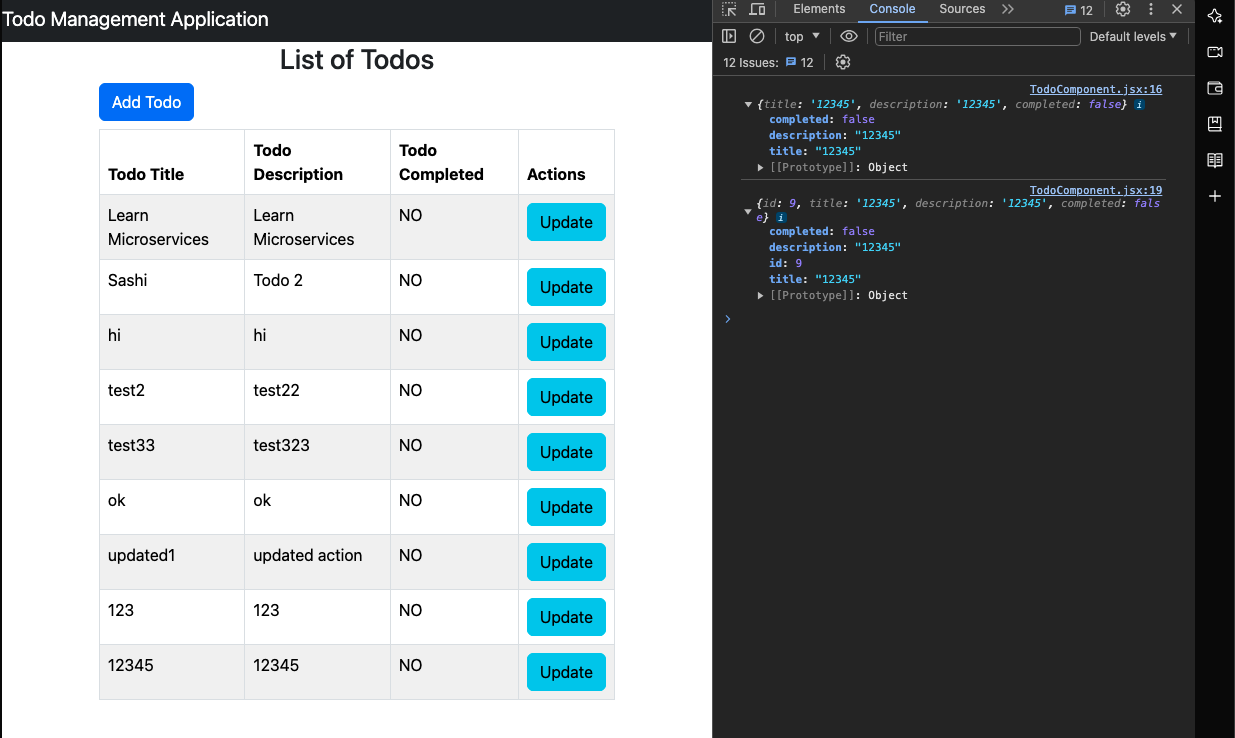 Todo Management Application
List of Todos
Add Todo
Todo Title Todo Description Todo Completed Actions
Learn Microservices Learn Microservices NO Update
Sashi Todo 2 NO Update
hi hi NO Update
test2 test22 NO Update
test33 test323 NO Update
ok ok NO Update
updated1 updated action NO Update
123 123 NO Update
12345 12345 NO Update
Elements Console Sources 12
top Filter Default levels
12 Issues: 12
TodoComponent.jsx:16
{title: '12345', description: '12345', completed: false} i
completed: false
description: "12345"
title: "12345"
[[Prototype]]: Object
TodoComponent.jsx:19
{id: 9, title: '12345', description: '12345', completed: fals
e} i
completed: false
description: "12345"
id: 9
title: "12345"
[[Prototype]]: Object